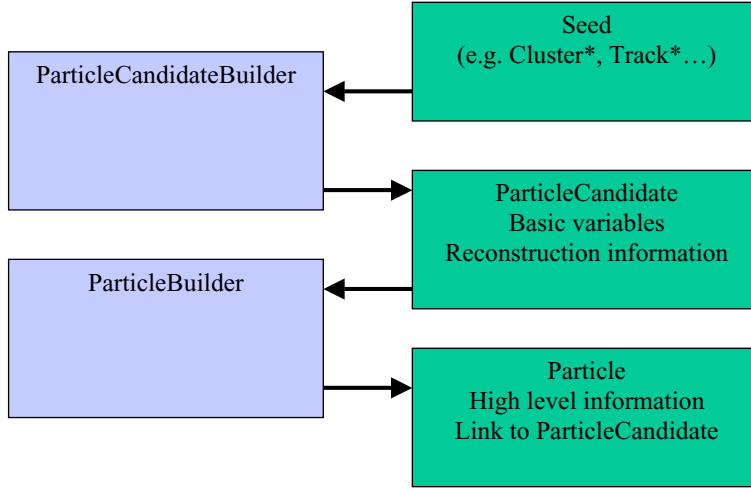 Seed
(e.g. Cluster*, Track*…)
ParticleCandidateBuilder
ParticleCandidate
Basic variables
Reconstruction information
ParticleBuilder
Particle
High level information
Link to ParticleCandidate